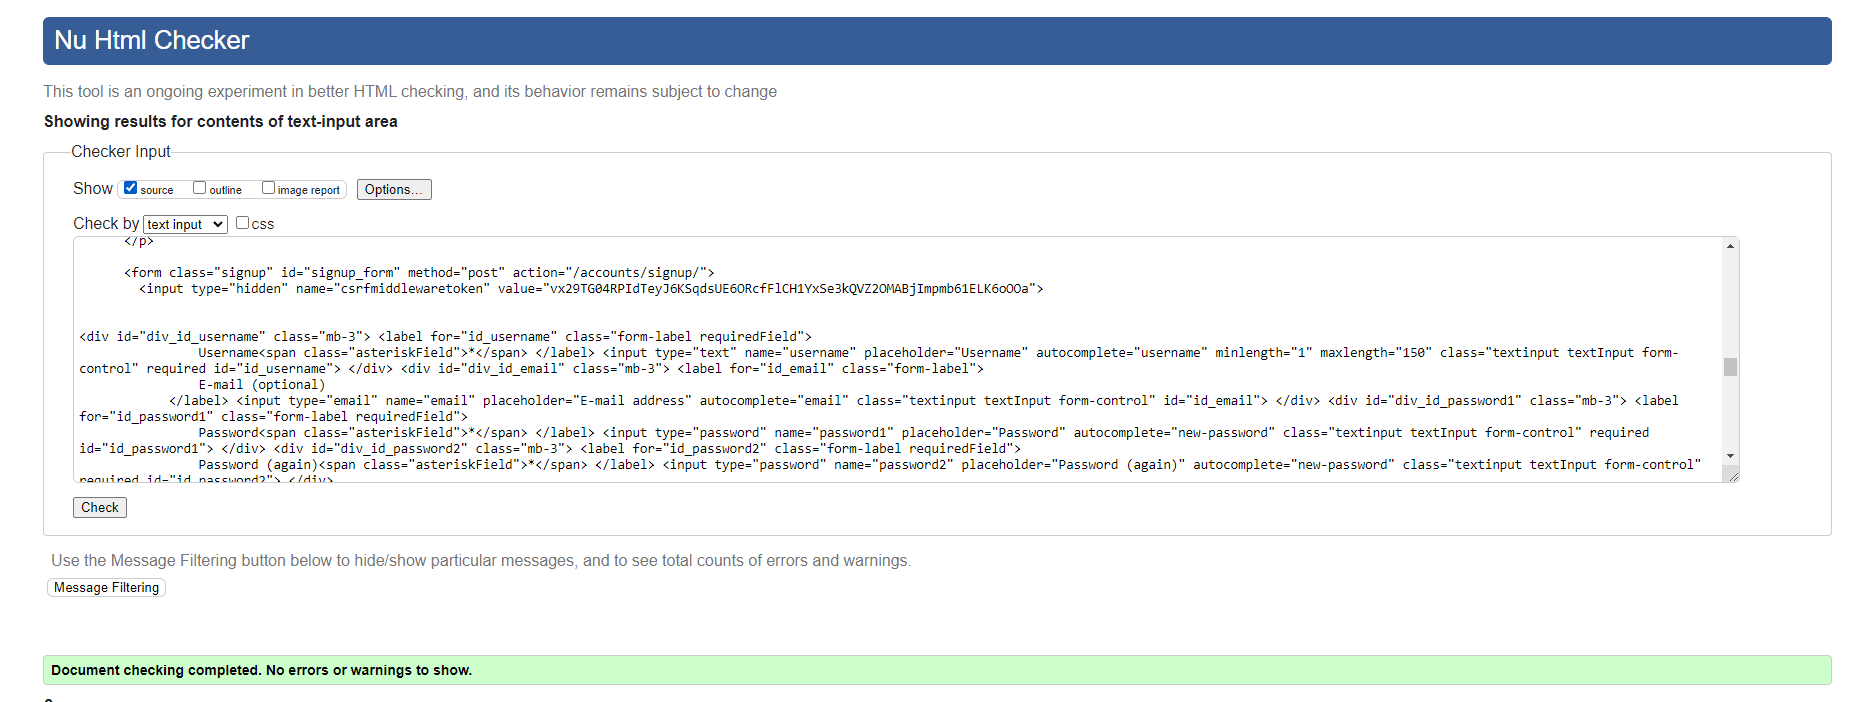 Nu Html Checker
This tool is an ongoing experiment in better HTML checking, and its behavior remains subject to change
Showing results for contents of text-input area
Checker Input
Show source outline image report Options...
Check by text input css
</p>
<form class="signup" id="signup_form" method="post" action="/accounts/signup/">
<input type="hidden" name="csrfmiddlewaretoken" value="vx29TG04RPIdTeyJ6KSqdsUE6ORcfFlCH1YxSe3kQVZ2OMABjImpmb61ELK6oOOa">
<div id="div_id_username" class="mb-3"> <label for="id_username" class="form-label requiredField">
Username<span class="asteriskField">*</span> </label> <input type="text" name="username" placeholder="Username" autocomplete="username" minlength="1" maxlength="150" class="textinput textInput form-
control" required id="id_username"> </div> <div id="div_id_email" class="mb-3"> <label for="id_email" class="form-label">
E-mail (optional)
</label> <input type="email" name="email" placeholder="E-mail address" autocomplete="email" class="textinput textInput form-control" id="id_email"> </div> <div id="div_id_password1" class="mb-3"> <label
for="id_password1" class="form-label requiredField">
Password<span class="asteriskField">*</span> </label> <input type="password" name="password1" placeholder="Password" autocomplete="new-password" class="textinput textInput form-control" required
id="id_password1"> </div> <div id="div_id_password2" class="mb-3"> <label for="id_password2" class="form-label requiredField">
Password (again)<span class="asteriskField">*</span> </label> <input type="password" name="password2" placeholder="Password (again)" autocomplete="new-password" class="textinput textInput form-control"
required id="id_password2"> </div>
Check
Use the Message Filtering button below to hide/show particular messages, and to see total counts of errors and warnings.
Message Filtering
Document checking completed. No errors or warnings to show.